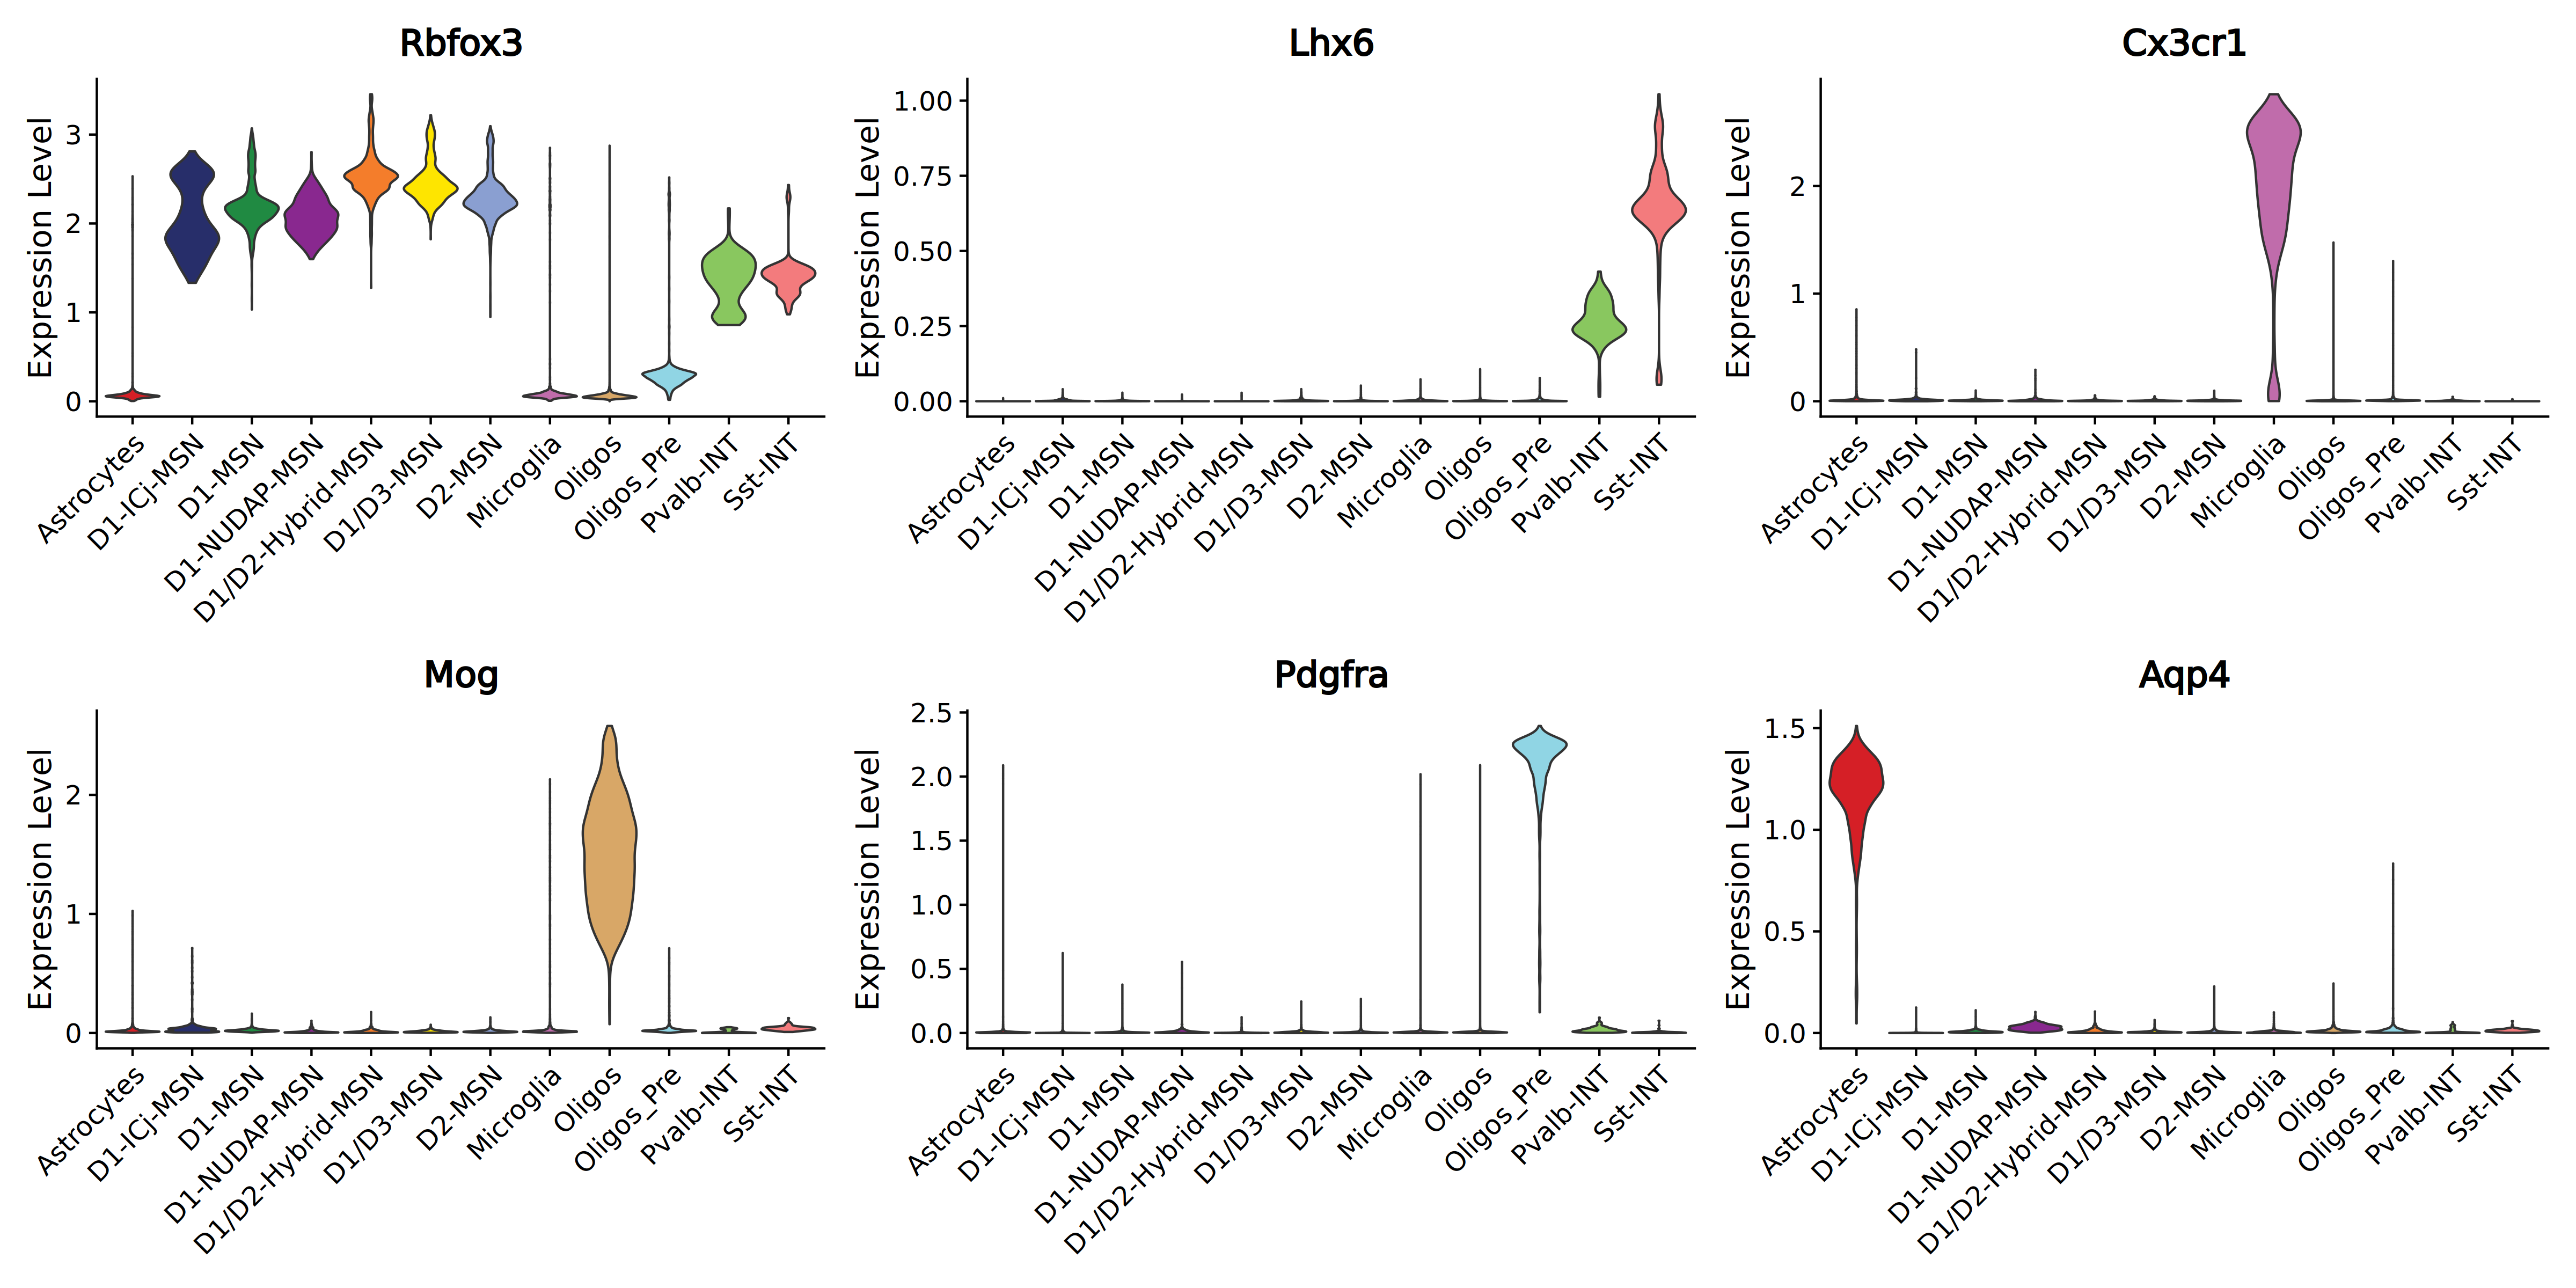 Rbfox3
Expression Level
3
2
1
0
Astrocytes
D1-ICj-MSN
D1-MSN
D1-NUDAP-MSN
D1/D2-Hybrid-MSN
D1/D3-MSN
D2-MSN
Microglia
Oligos
Oligos_Pre
Pvalb-INT
Sst-INT
Lhx6
Expression Level
1.00
0.75
0.50
0.25
0.00
Astrocytes
D1-ICj-MSN
D1-MSN
D1-NUDAP-MSN
D1/D2-Hybrid-MSN
D1/D3-MSN
D2-MSN
Microglia
Oligos
Oligos_Pre
Pvalb-INT
Sst-INT
Cx3cr1
Expression Level
2
1
0
Astrocytes
D1-ICj-MSN
D1-MSN
D1-NUDAP-MSN
D1/D2-Hybrid-MSN
D1/D3-MSN
D2-MSN
Microglia
Oligos
Oligos_Pre
Pvalb-INT
Sst-INT
Mog
Expression Level
2
1
0
Astrocytes
D1-ICj-MSN
D1-MSN
D1-NUDAP-MSN
D1/D2-Hybrid-MSN
D1/D3-MSN
D2-MSN
Microglia
Oligos
Oligos_Pre
Pvalb-INT
Sst-INT
Pdgfra
Expression Level
2.5
2.0
1.5
1.0
0.5
0.0
Astrocytes
D1-ICj-MSN
D1-MSN
D1-NUDAP-MSN
D1/D2-Hybrid-MSN
D1/D3-MSN
D2-MSN
Microglia
Oligos
Oligos_Pre
Pvalb-INT
Sst-INT
Aqp4
Expression Level
1.5
1.0
0.5
0.0
Astrocytes
D1-ICj-MSN
D1-MSN
D1-NUDAP-MSN
D1/D2-Hybrid-MSN
D1/D3-MSN
D2-MSN
Microglia
Oligos
Oligos_Pre
Pvalb-INT
Sst-INT